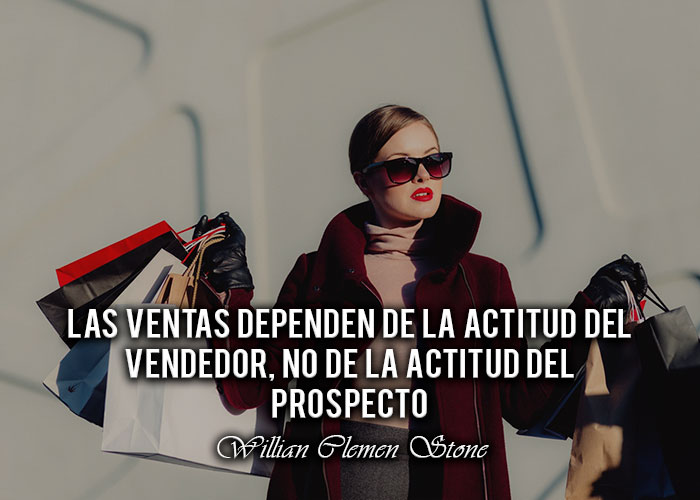 LAS VENTAS DEPENDEN DE LA ACTITUD DEL
VENDEDOR, NO DE LA ACTITUD DEL
PROSPECTO
Willian Clemen Stone